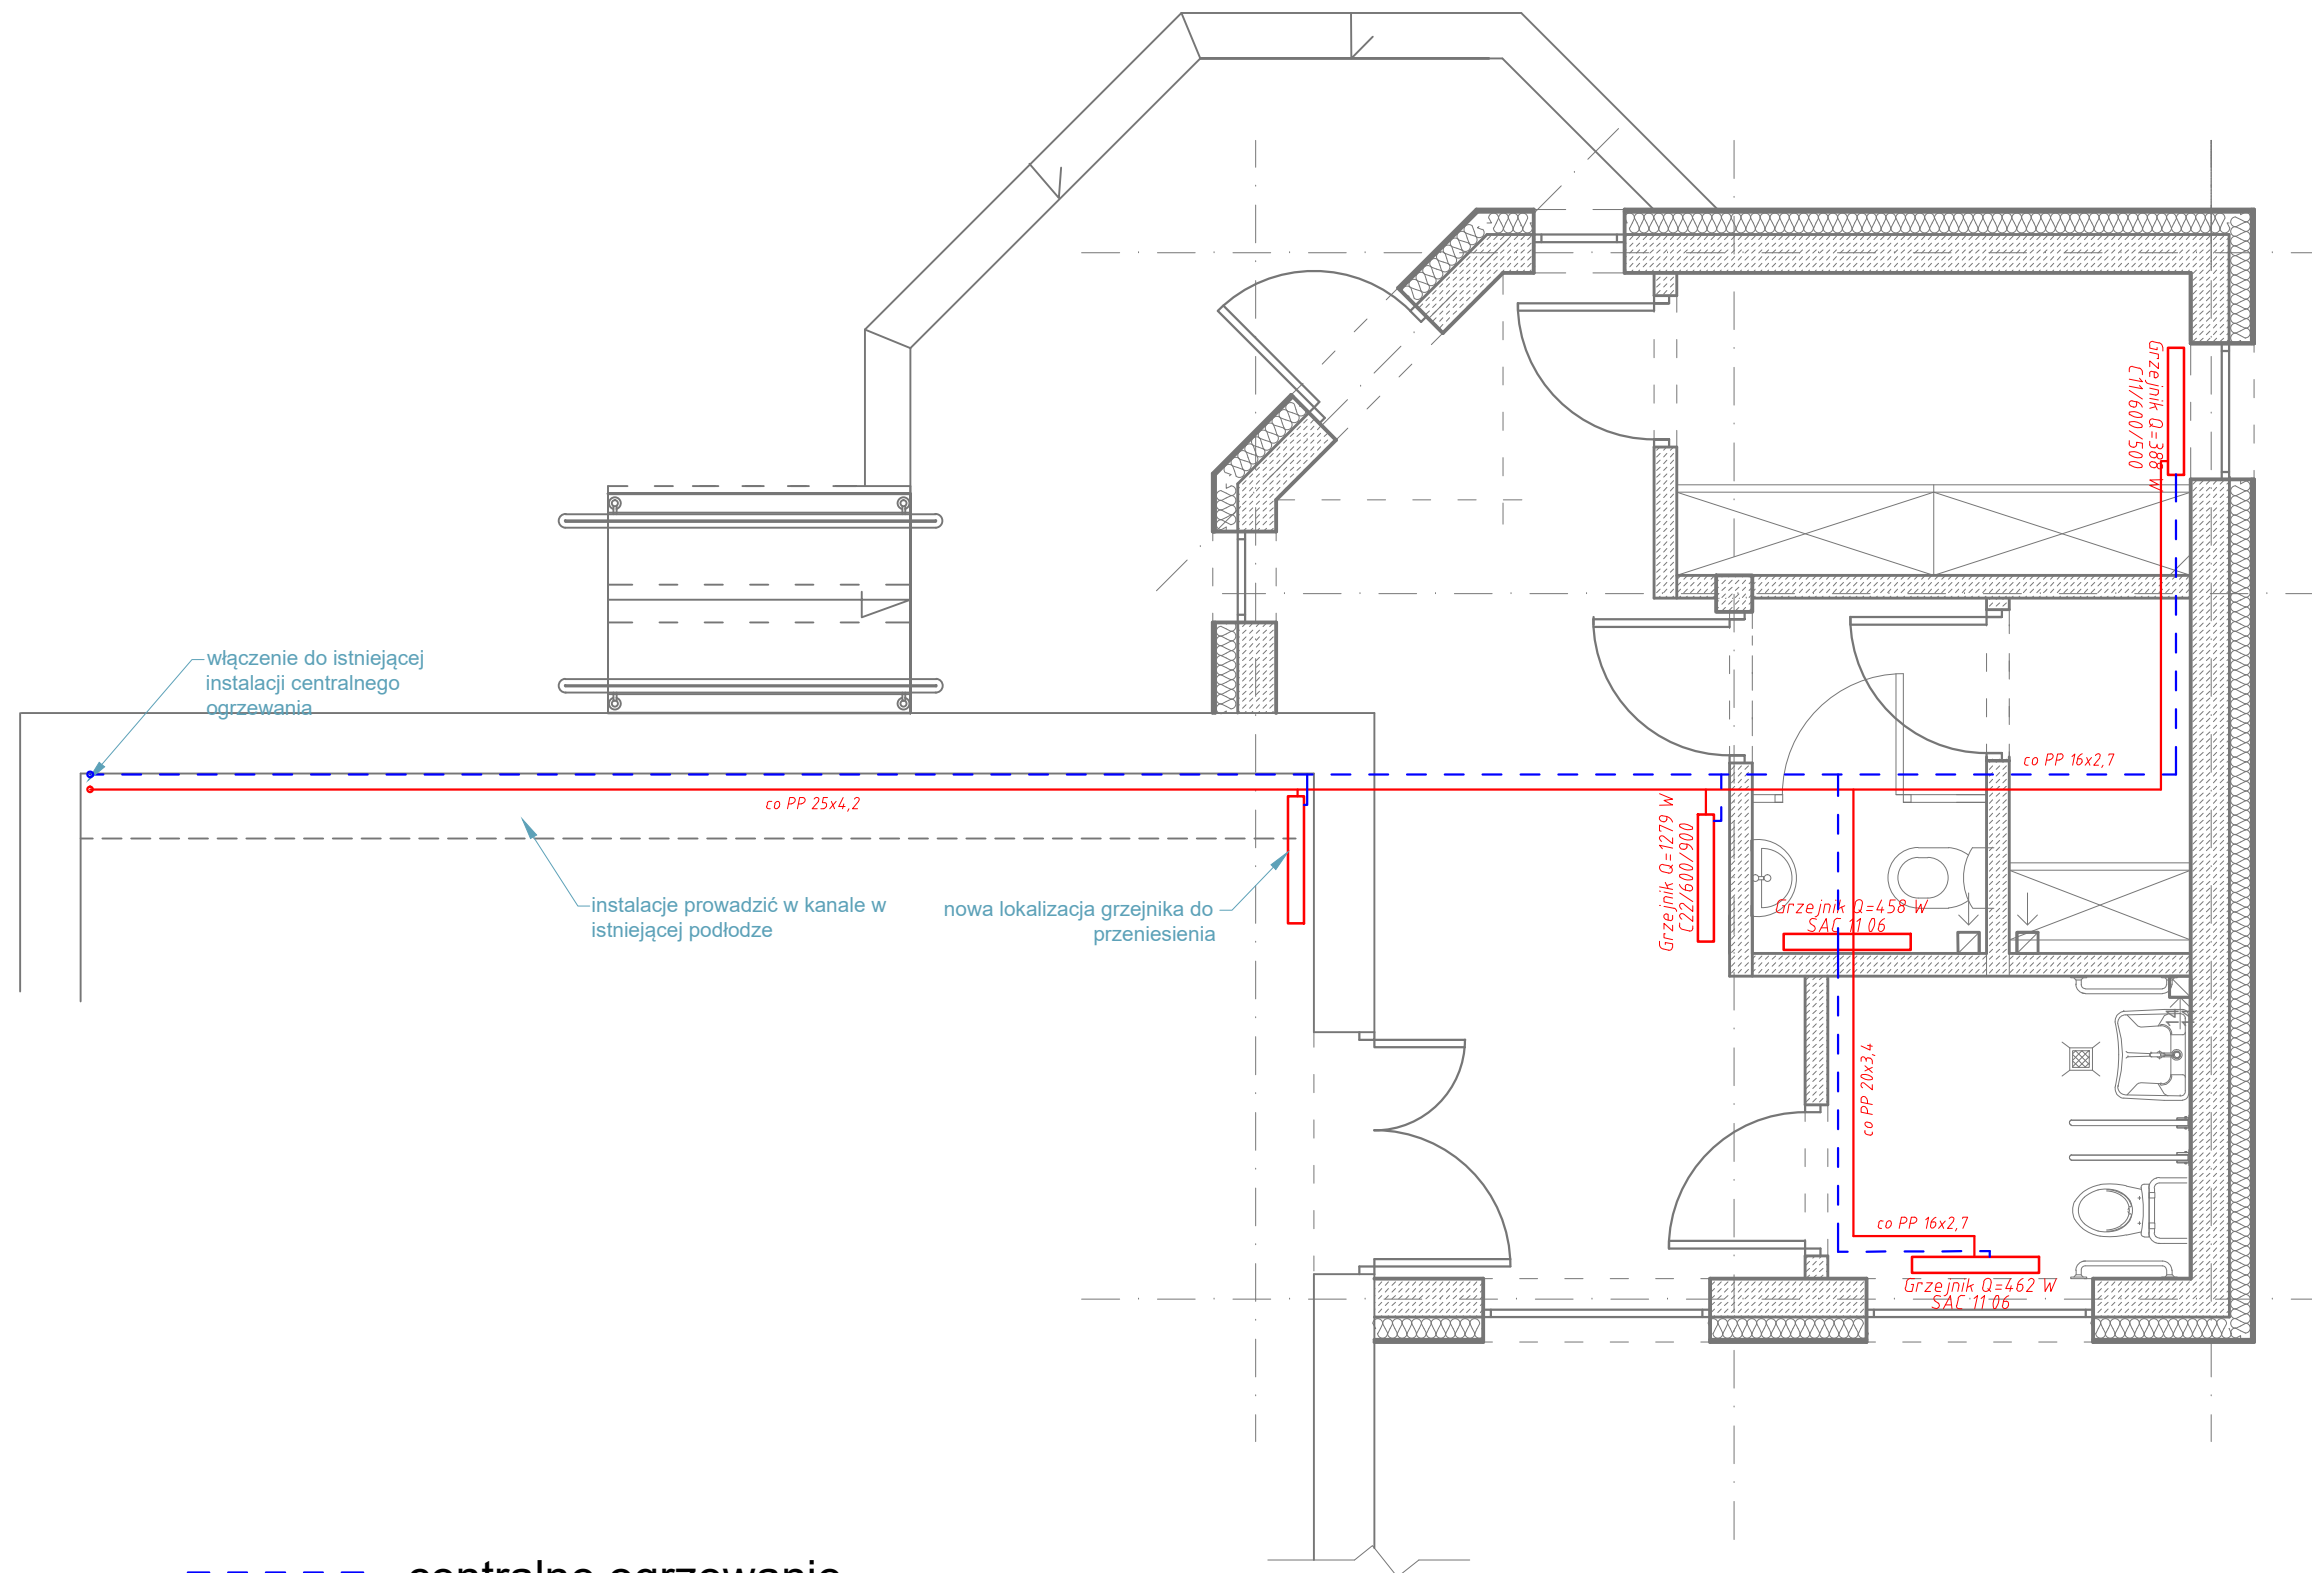 Grzejnik Q=388 W
C11/600/500
włączenie do istniejącej
instalacji centralnego
ogrzewania
co PP 25x4,2
co PP 16x2,7
instalacje prowadzić w kanale w
istniejącej podłodze
nowa lokalizacja grzejnika do
przeniesienia
Grzejnik Q=1279 W
C22/600/900
Grzejnik Q=458 W
SAC 11 06
co PP 20x3,4
co PP 16x2,7
Grzejnik Q=462 W
SAC 11 06
centralne ogrzewanie